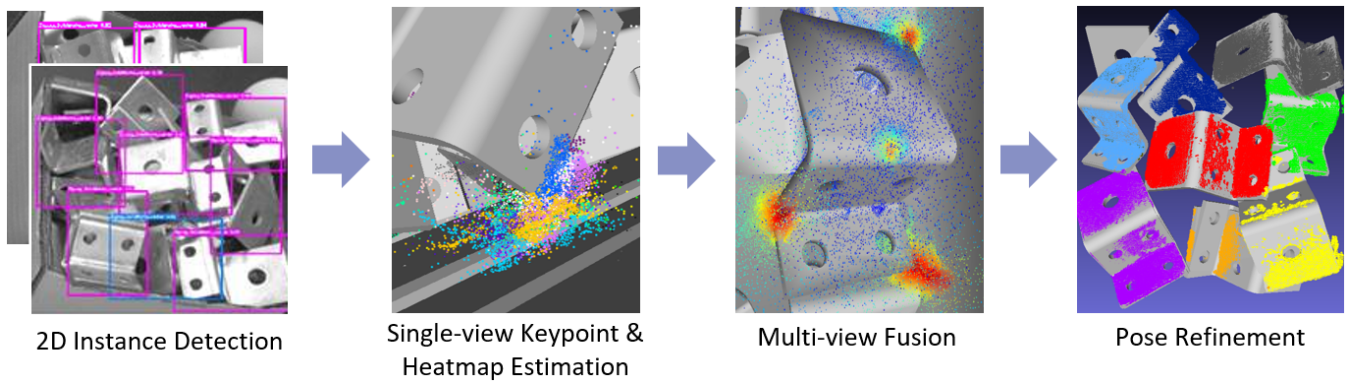 2D Instance Detection
Single-view Keypoint &
Heatmap Estimation
Multi-view Fusion
Pose Refinement